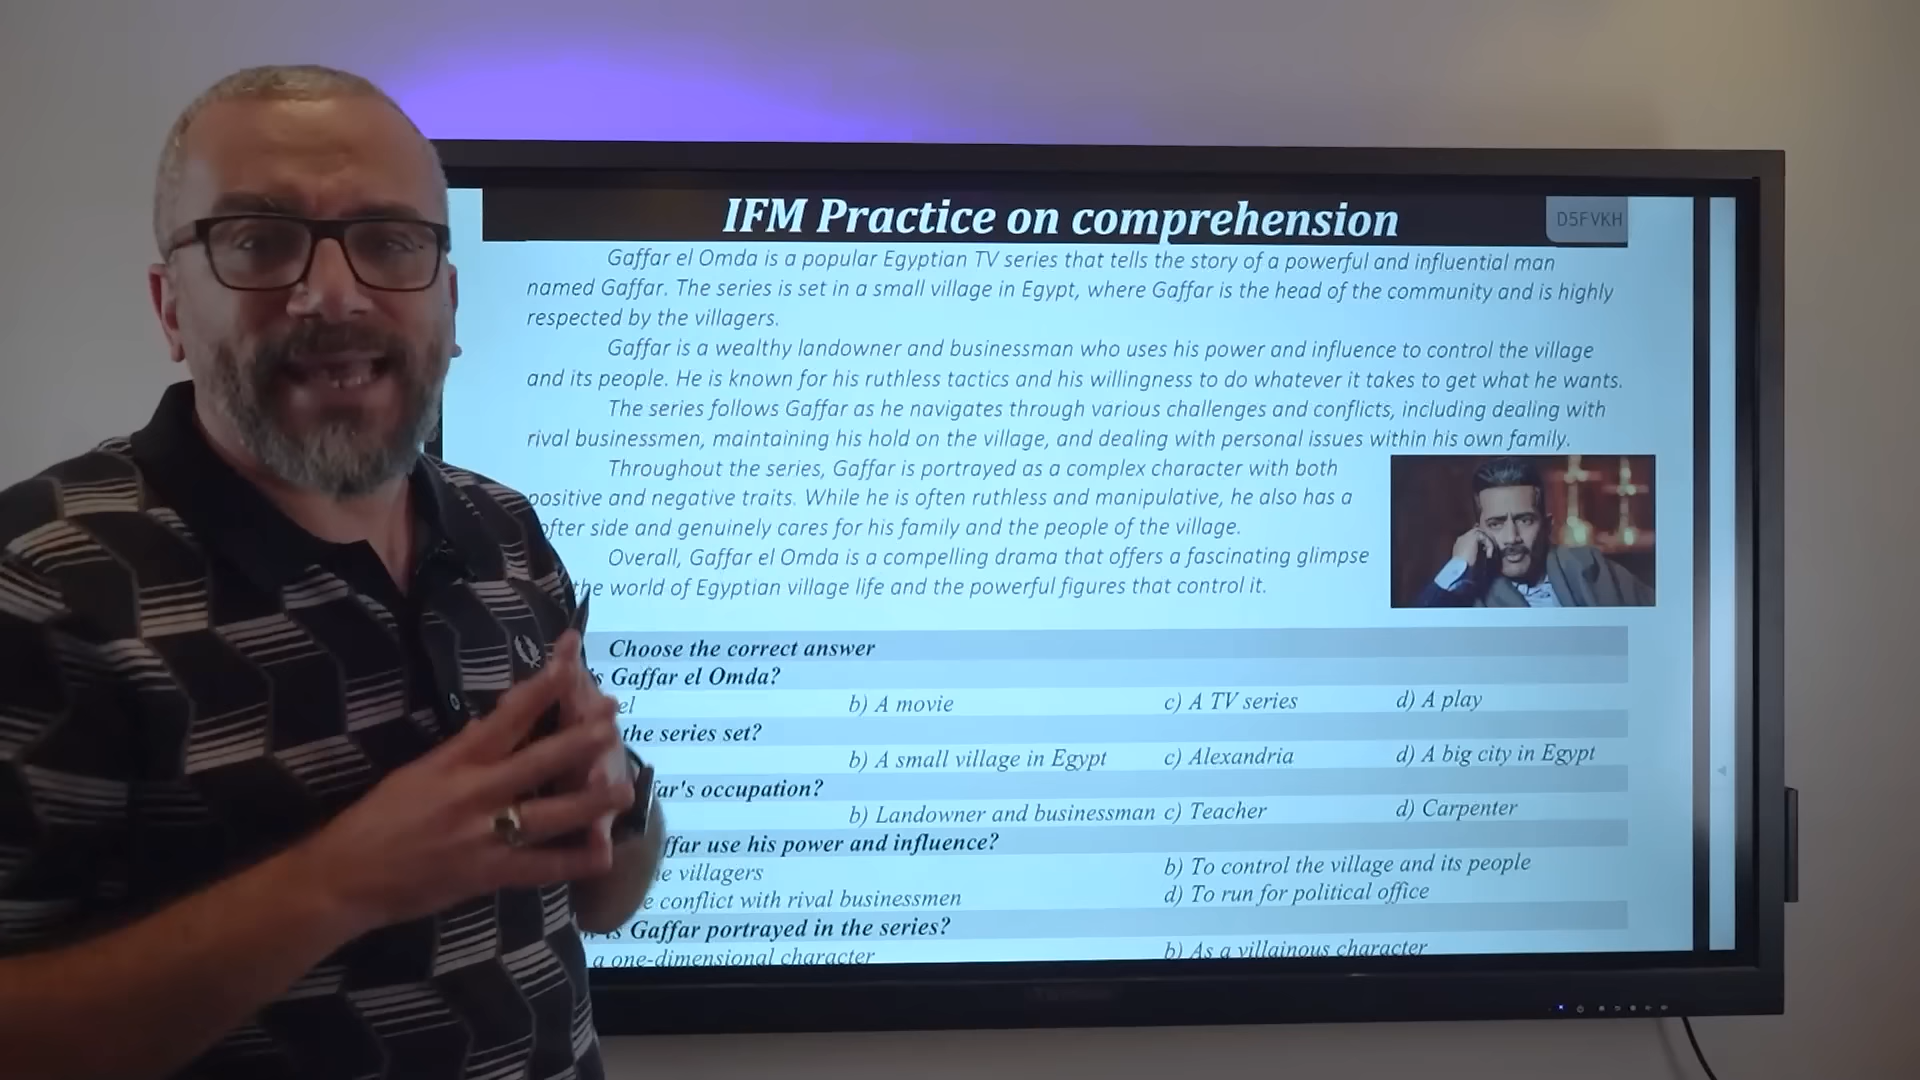 IFM Practice on comprehension
D5FVKH
Gaffar el Omda is a popular Egyptian TV series that tells the story of a powerful and influential man
named Gaffar. The series is set in a small village in Egypt, where Gaffar is the head of the community and is highly
respected by the villagers.
Gaffar is a wealthy landowner and businessman who uses his power and influence to control the village
and its people. He is known for his ruthless tactics and his willingness to do whatever it takes to get what he wants.
The series follows Gaffar as he navigates through various challenges and conflicts, including dealing with
rival businessmen, maintaining his hold on the village, and dealing with personal issues within his own family.
Throughout the series, Gaffar is portrayed as a complex character with both
positive and negative traits. While he is often ruthless and manipulative, he also has a
ofter side and genuinely cares for his family and the people of the village.
Overall, Gaffar el Omda is a compelling drama that offers a fascinating glimpse
the world of Egyptian village life and the powerful figures that control it.
Choose the correct answer
s Gaffar el Omda?
el b) A movie c) A TV series d) A play
the series set?
b) A small village in Egypt c) Alexandria d) A big city in Egypt
far's occupation?
b) Landowner and businessman c) Teacher d) Carpenter
ffar use his power and influence?
e villagers b) To control the village and its people
e conflict with rival businessmen d) To run for political office
is Gaffar portrayed in the series?
a one-dimensional character b) As a villainous character